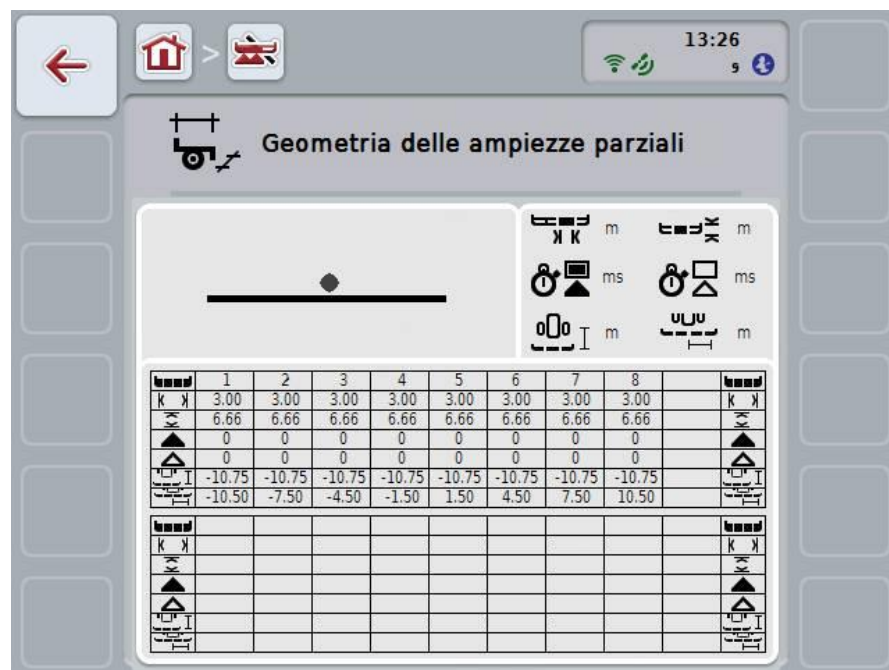 >
13:26
9
Geometria delle ampiezze parziali
m m
ms ms
m m
1 2 3 4 5 6 7 8
3.00 3.00 3.00 3.00 3.00 3.00 3.00 3.00
6.66 6.66 6.66 6.66 6.66 6.66 6.66 6.66
0 0 0 0 0 0 0 0
0 0 0 0 0 0 0 0
-10.75 -10.75 -10.75 -10.75 -10.75 -10.75 -10.75 -10.75
-10.50 -7.50 -4.50 -1.50 1.50 4.50 7.50 10.50